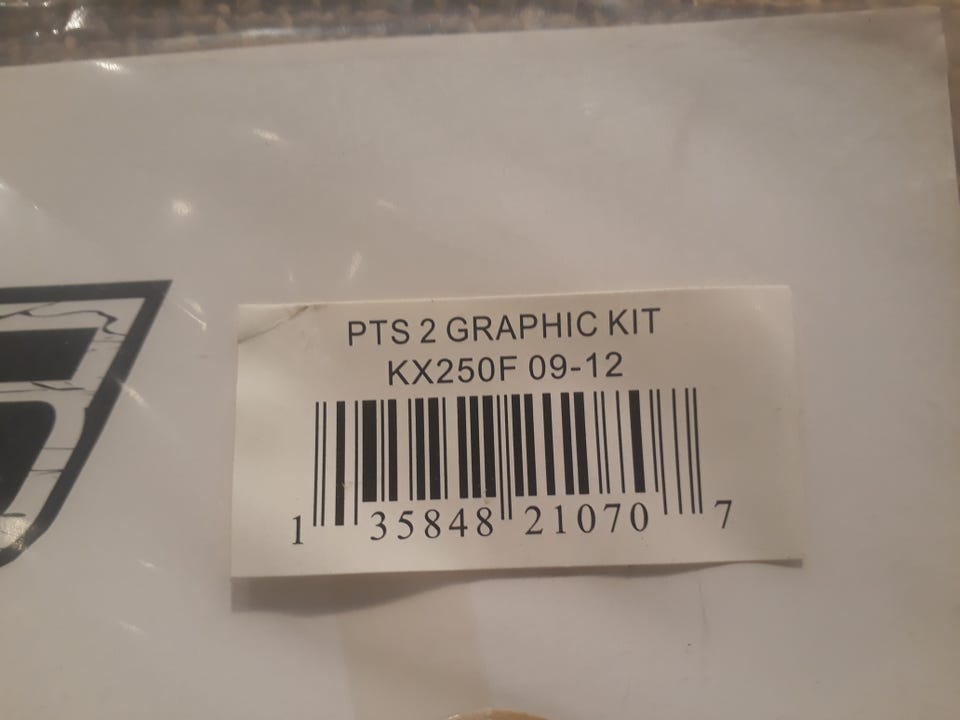 PTS 2 GRAPHIC KIT
KX250F 09-12
1 35848 21070 7